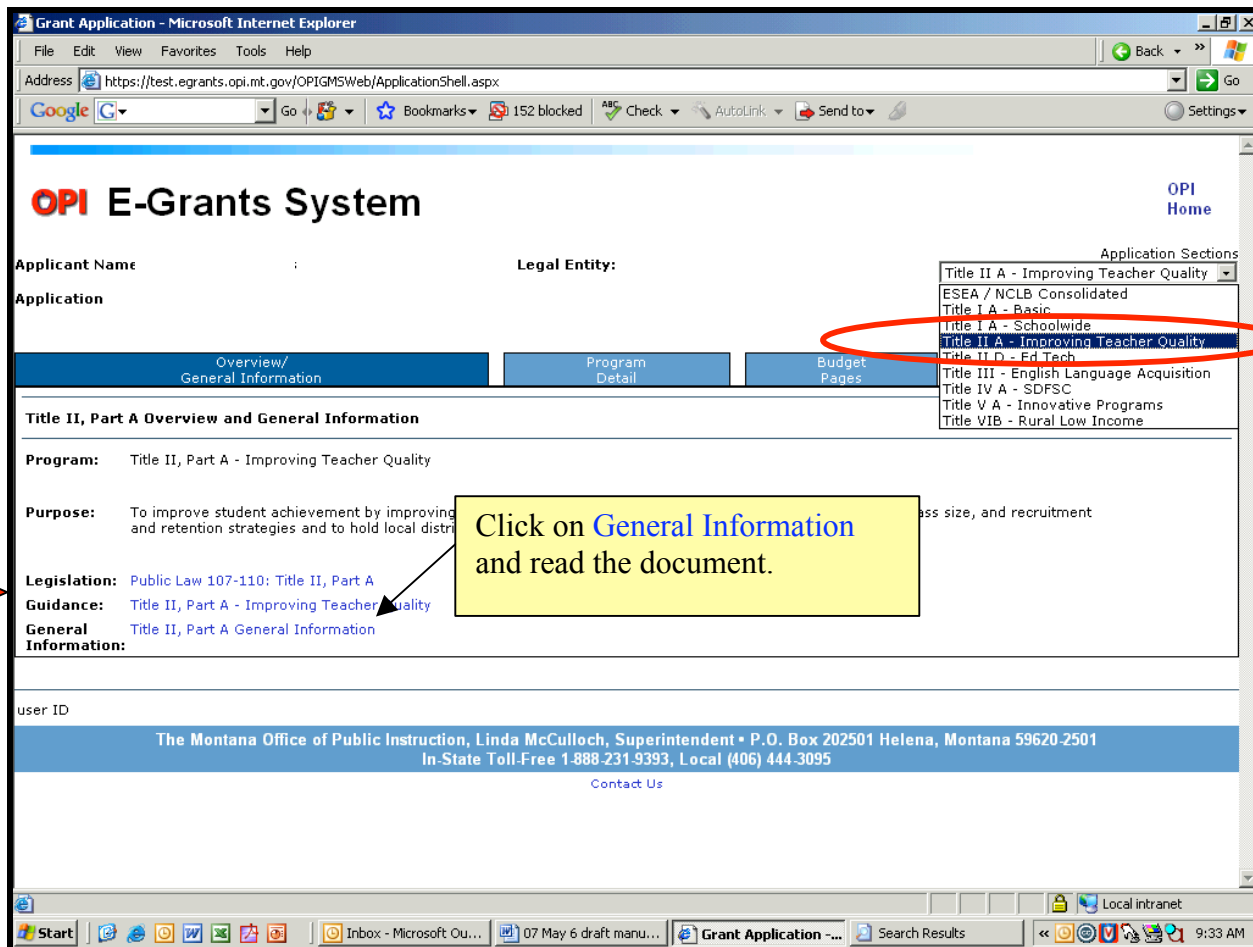 Grant Application - Microsoft Internet Explorer
File Edit View Favorites Tools Help
Back
Address https://test.egrants.opi.mt.gov/OPIGMSWeb/ApplicationShell.aspx
Go
Google G Go Bookmarks 152 blocked ABC Check AutoLink Send to Settings
OPI E-Grants System
OPI
Home
Applicant Name
Legal Entity:
Application Sections
Title II A - Improving Teacher Quality
Application
ESEA / NCLB Consolidated
Title I A - Basic
Title I A - Schoolwide
Title II A - Improving Teacher Quality
Title II D - Ed Tech
Title III - English Language Acquisition
Title IV A - SDFSC
Title V A - Innovative Programs
Title VIB - Rural Low Income
Overview/
General Information
Program
Detail
Budget
Pages
Title II, Part A Overview and General Information
Program: Title II, Part A - Improving Teacher Quality
Purpose: To improve student achievement by improving ass size, and recruitment
and retention strategies and to hold local distri
Click on General Information
and read the document.
Legislation: Public Law 107-110: Title II, Part A
Guidance: Title II, Part A - Improving Teacher Quality
General
Information: Title II, Part A General Information
user ID
The Montana Office of Public Instruction, Linda McCulloch, Superintendent • P.O. Box 202501 Helena, Montana 59620-2501
In-State Toll-Free 1-888-231-9393, Local (406) 444-3095
Contact Us
Local intranet
Start Inbox - Microsoft Ou... 07 May 6 draft manu... Grant Application -... Search Results 9:33 AM